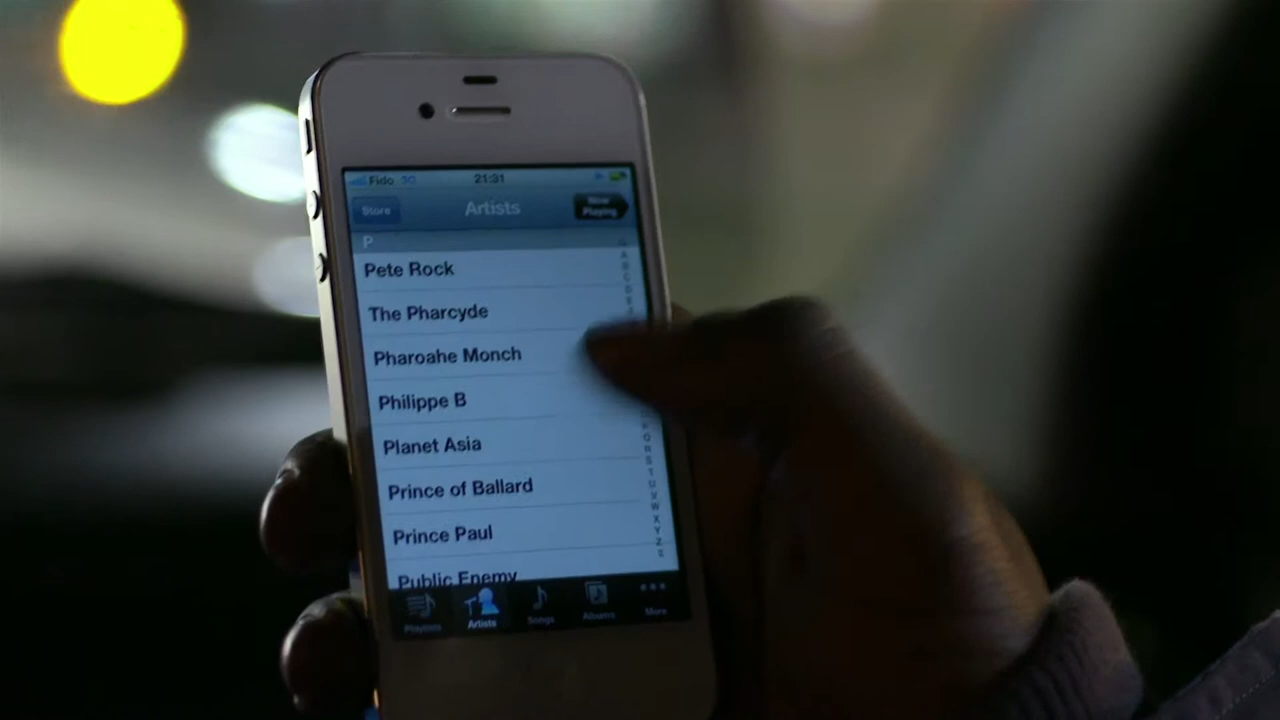 Fido 3G 21:31
Store Artists Now Playing
P
Pete Rock
The Pharcyde
Pharoahe Monch
Philippe B
Planet Asia
Prince of Ballard
Prince Paul
Public Enemy
Playlists Artists Songs Albums More
A
B
C
D
E
O
R
S
T
U
V
W
X
Y
Z